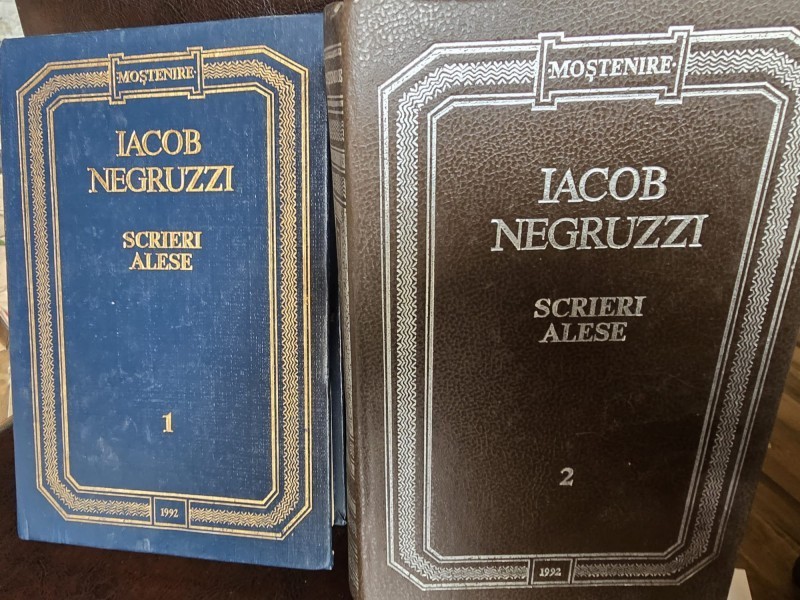 ·MOȘTENIRE·
IACOB
NEGRUZZI
SCRIERI
ALESE
1
1992
·MOȘTENIRE·
IACOB
NEGRUZZI
SCRIERI
ALESE
2
1992